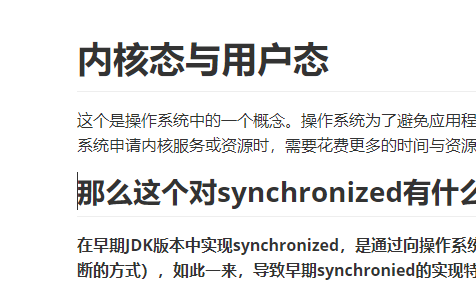 内核态与用户态
这个是操作系统中的一个概念。操作系统为了避免应用程
系统申请内核服务或资源时，需要花费更多的时间与资源
那么这个对synchronized有什么
在早期JDK版本中实现synchronized，是通过向操作系统
断的方式），如此一来，导致早期synchronied的实现特